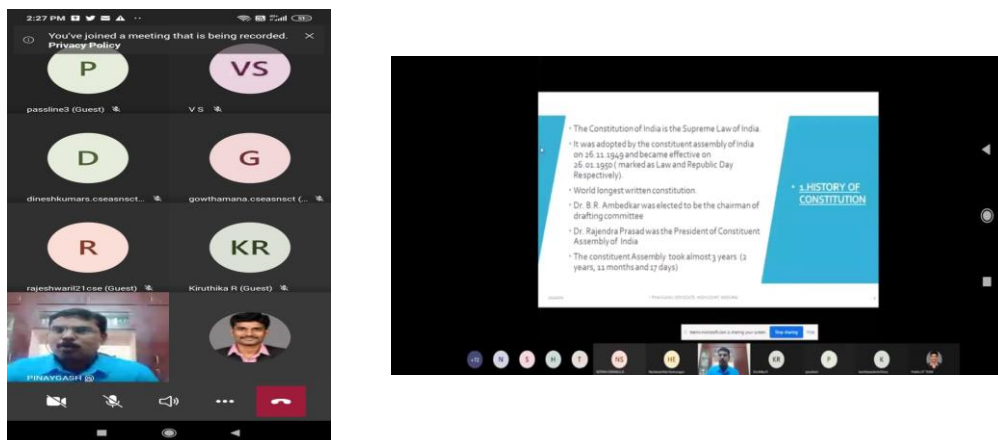 2:27 PM
You've joined a meeting that is being recorded.
Privacy Policy
P
VS
passline3 (Guest)
V S
D
G
dineshkumars.cseasnsct...
gowthamana.cseasnsct (...
R
KR
rajeshwaril21cse (Guest)
Kiruthika R (Guest)
PINAYGASH
• The Constitution of India is the Supreme Law of India.
• It was adopted by the constituent assembly of India
on 26.11.1949 and became effective on
26.01.1950 ( marked as Law and Republic Day
Respectively).
• World longest written constitution.
• Dr. B.R. Ambedkar was elected to be the chairman of
drafting committee
• Dr. Rajendra Prasad was the President of Constituent
Assembly of India
• The constituent Assembly took almost 3 years (2
years, 11 months and 17 days)
• 1.HISTORY OF
CONSTITUTION
Stop sharing
N
S
H
T
NS
HE
KR
P
K